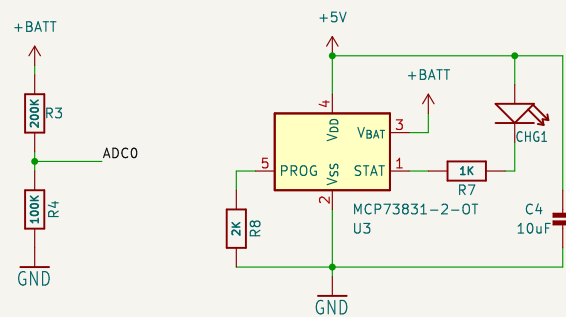 +BATT
200K
R3
ADC0
100K
R4
GND
+5V
+BATT
4
VDD
VBAT
3
5
PROG
STAT
1
VSS
2
1K
R7
CHG1
MCP73831-2-OT
U3
2K
R8
C4
10uF
GND